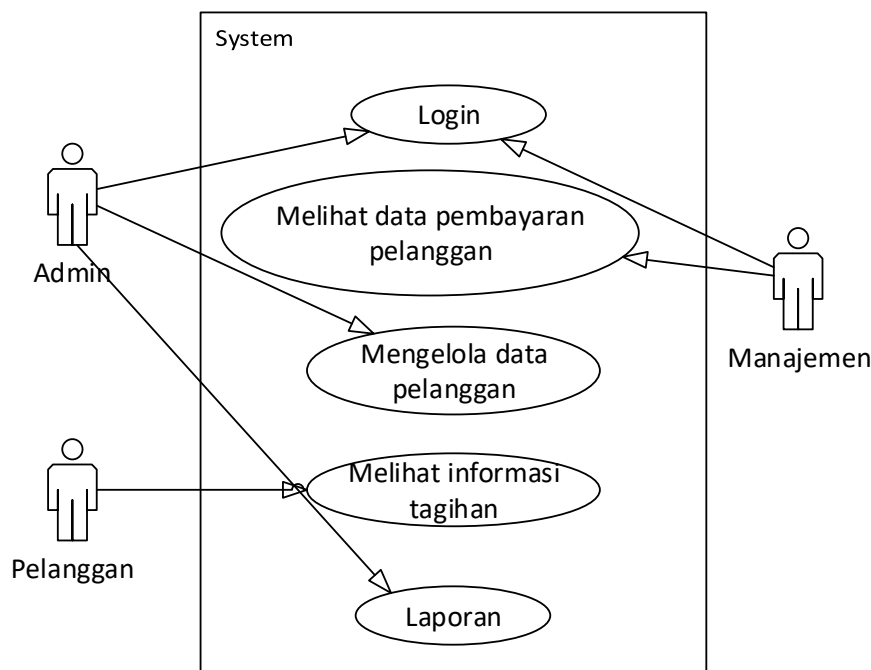 System
Login
Melihat data pembayaran
pelanggan
Admin
Mengelola data
pelanggan
Manajemen
Melihat informasi
tagihan
Pelanggan
Laporan